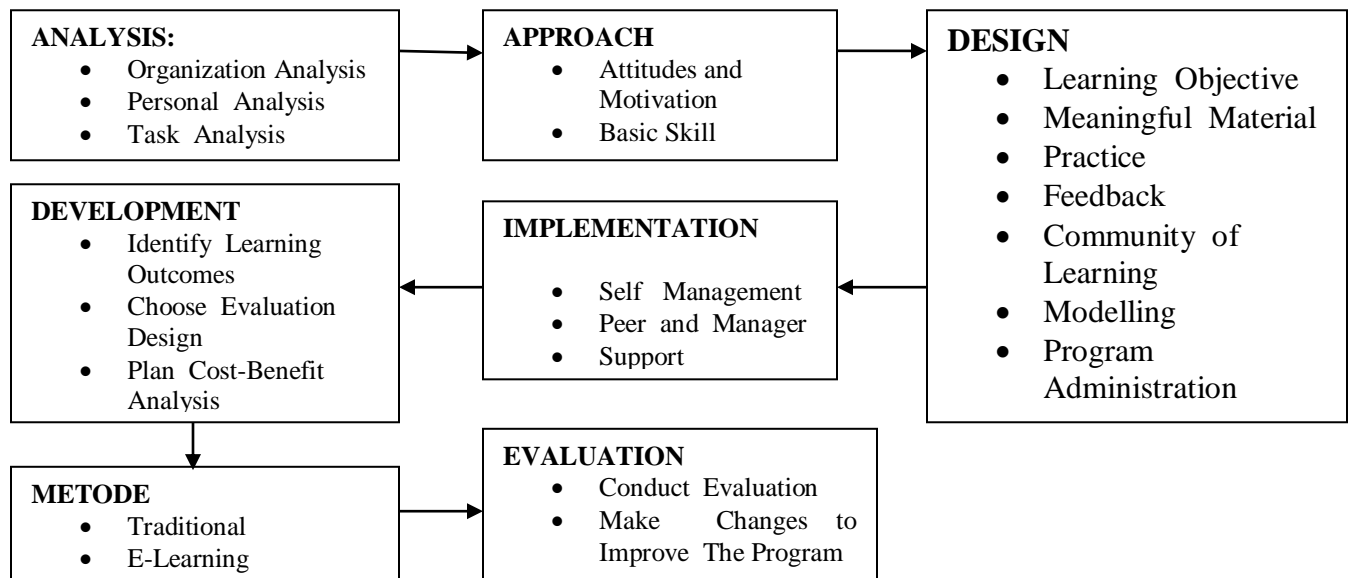 ANALYSIS:
• Organization Analysis
• Personal Analysis
• Task Analysis
APPROACH
• Attitudes and
Motivation
• Basic Skill
DESIGN
• Learning Objective
• Meaningful Material
• Practice
• Feedback
• Community of
Learning
• Modelling
• Program
Administration
IMPLEMENTATION
• Self Management
• Peer and Manager
• Support
DEVELOPMENT
• Identify Learning
Outcomes
• Choose Evaluation
Design
• Plan Cost-Benefit
Analysis
METODE
• Traditional
• E-Learning
EVALUATION
• Conduct Evaluation
• Make Changes to
Improve The Program